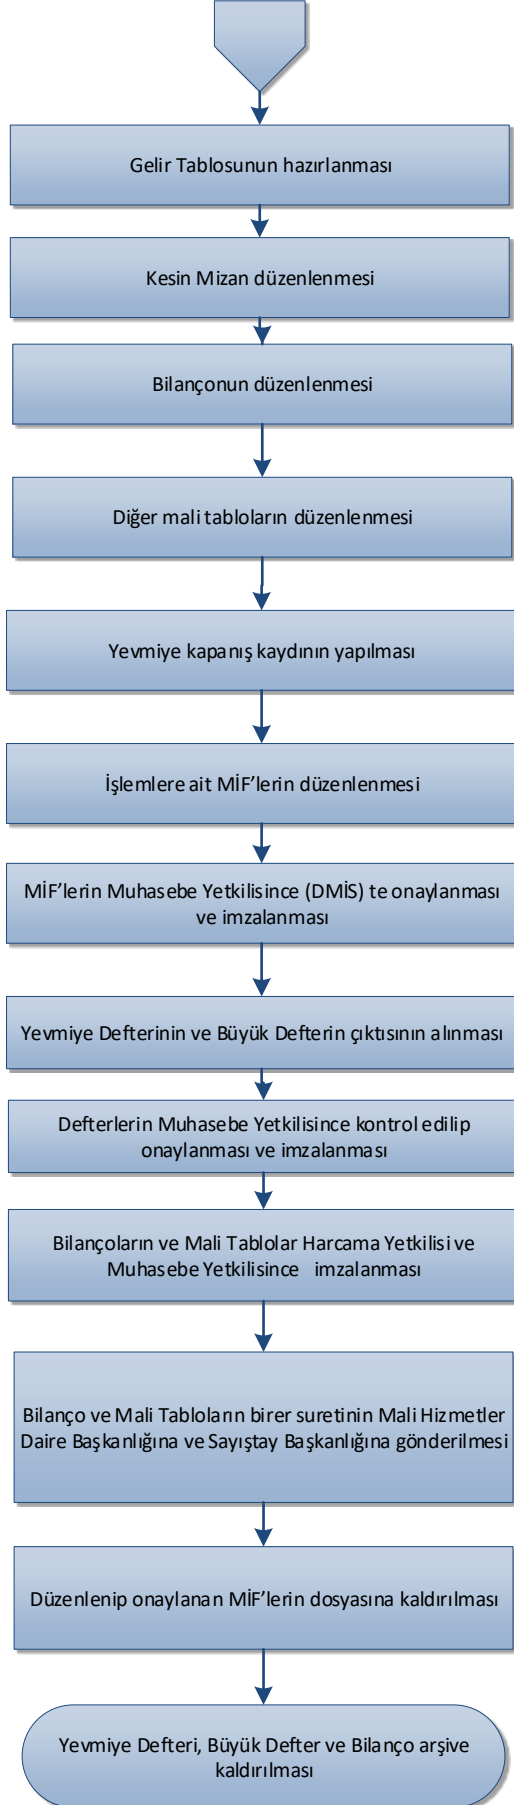 Gelir Tablosunun hazırlanması
Kesin Mizan düzenlenmesi
Bilançonun düzenlenmesi
Diğer mali tabloların düzenlenmesi
Yevmiye kapanış kaydının yapılması
İşlemlere ait MİF’lerin düzenlenmesi
MİF’lerin Muhasebe Yetkilisince (DMİS) te onaylanması
ve imzalanması
Yevmiye Defterinin ve Büyük Defterin çıktısının alınması
Defterlerin Muhasebe Yetkilisince kontrol edilip
onaylanması ve imzalanması
Bilançoların ve Mali Tablolar Harcama Yetkilisi ve
Muhasebe Yetkilisince imzalanması
Bilanço ve Mali Tabloların birer suretinin Mali Hizmetler
Daire Başkanlığına ve Sayıştay Başkanlığına gönderilmesi
Düzenlenip onaylanan MİF’lerin dosyasına kaldırılması
Yevmiye Defteri, Büyük Defter ve Bilanço arşive
kaldırılması